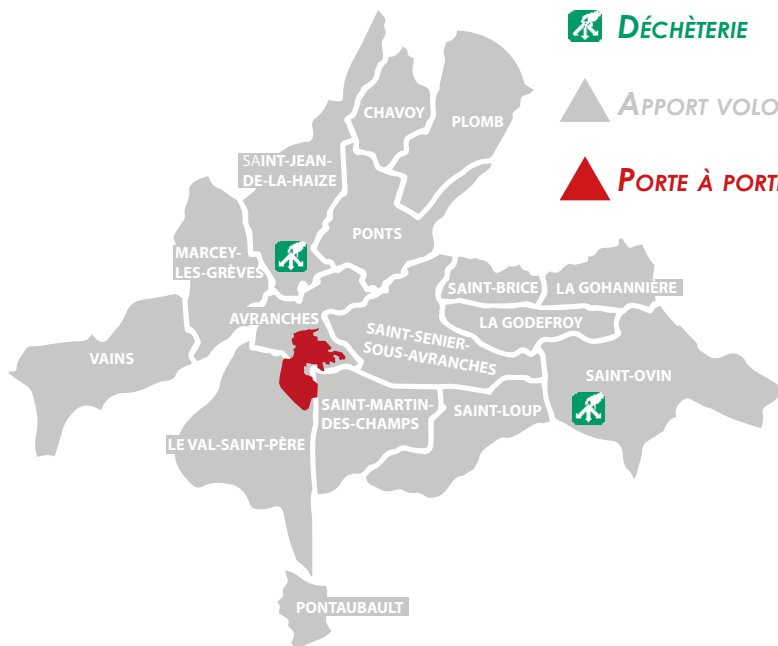 DÉCHÈTERIE
APPORT VOLO
PORTE À PORT
CHAVOY
PLOMB
SAINT-JEAN-
DE-LA-HAIZE
PONTS
MARCEY-
LES-GRÈVES
SAINT-BRICE
LA GOHANNIÈRE
AVRANCHES
LA GODEFROY
SAINT-SENIER-
SOUS-AVRANCHES
VAINS
SAINT-OVIN
SAINT-MARTIN-
DES-CHAMPS
SAINT-LOUP
LE VAL-SAINT-PÈRE
PONTAUBAULT